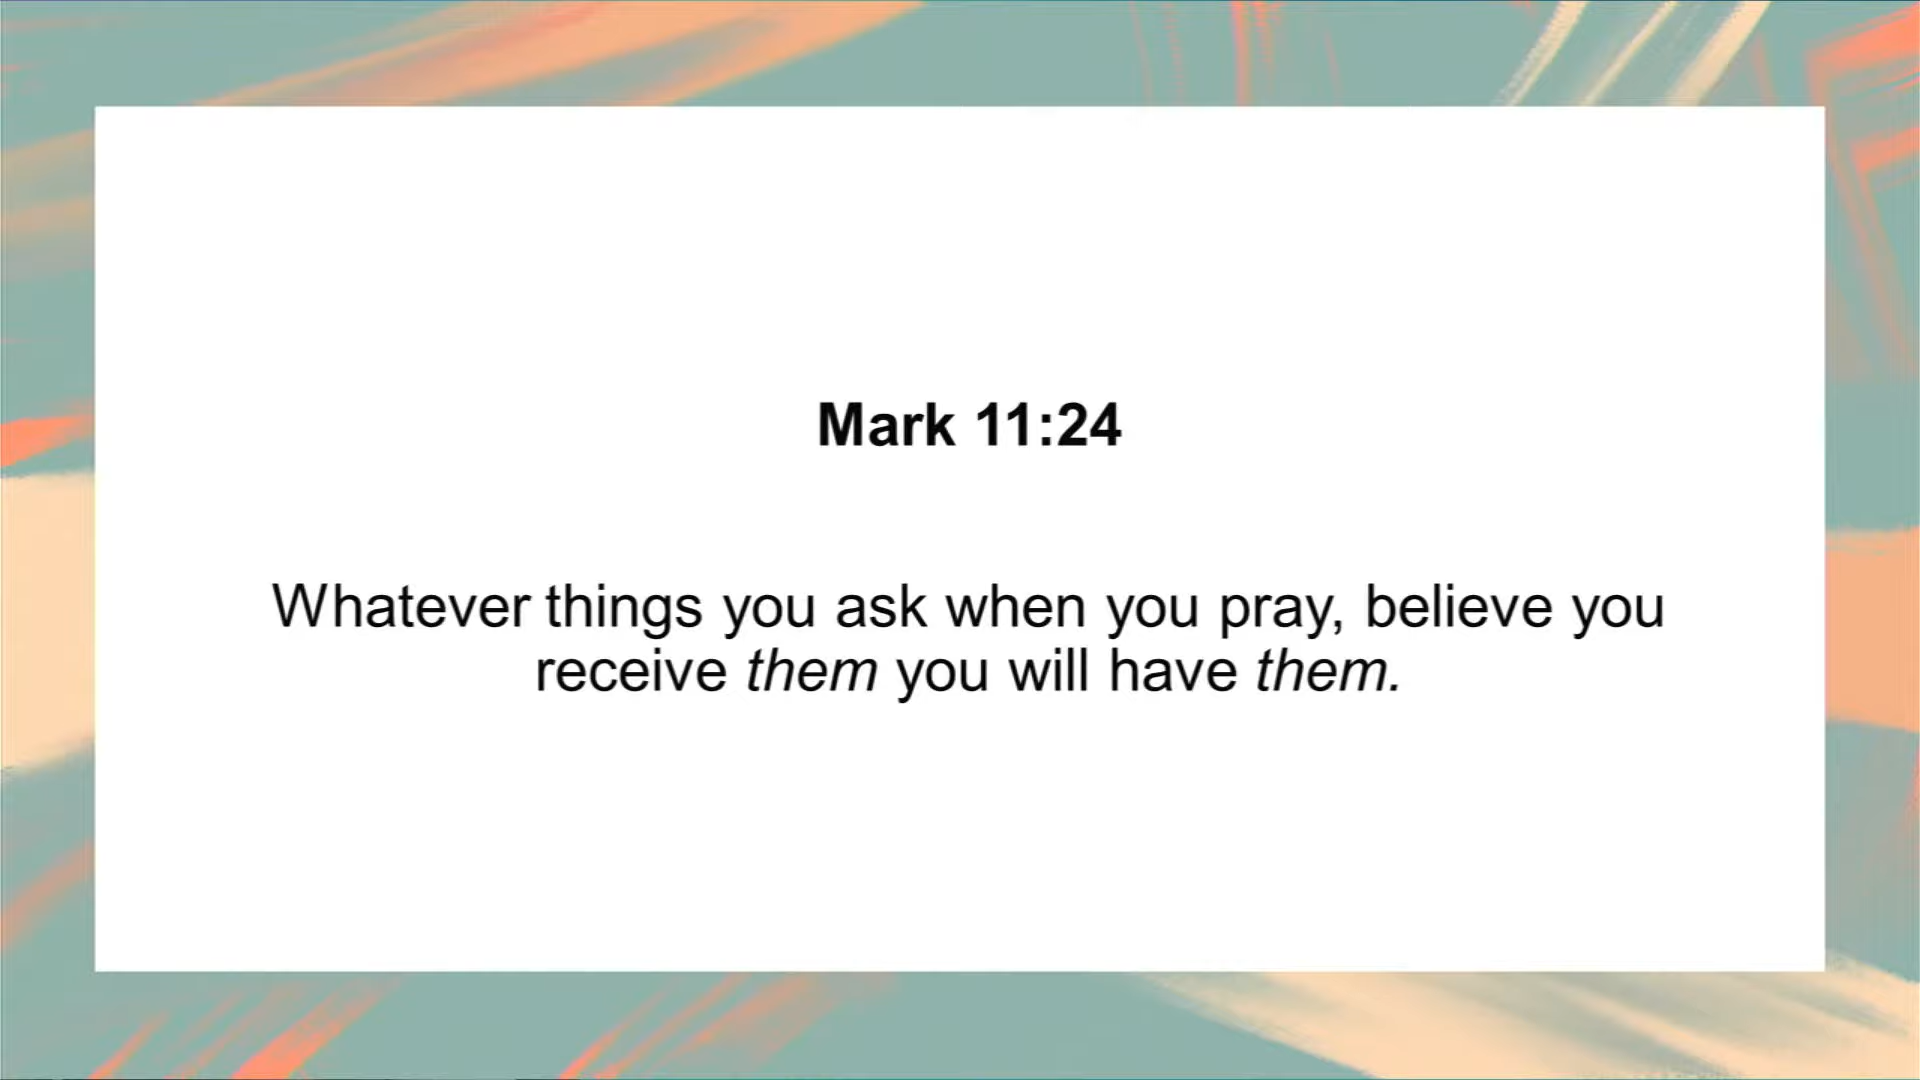 Mark 11:24
Whatever things you ask when you pray, believe you
receive them you will have them.